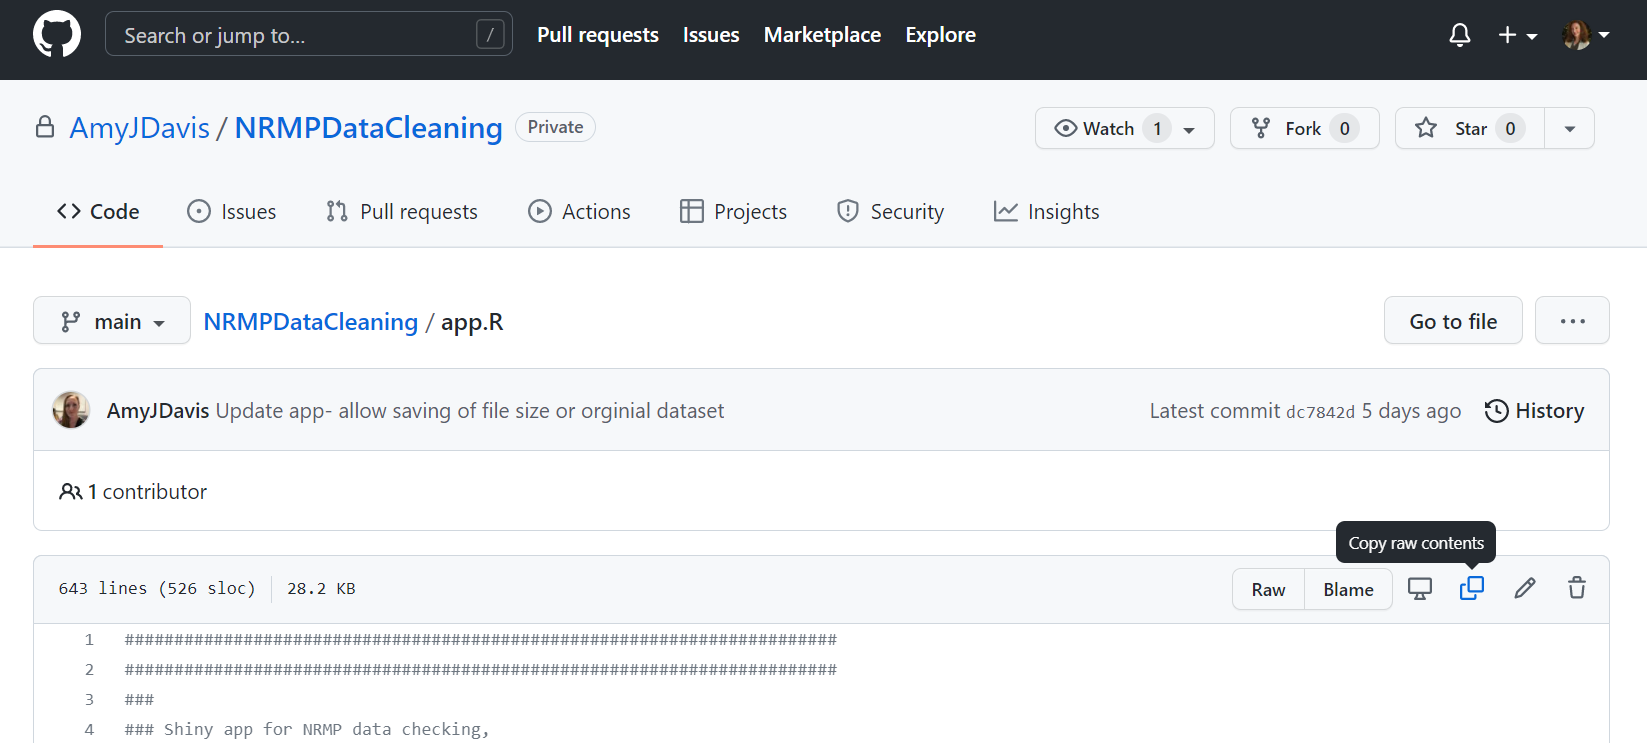 Search or jump to... /
Pull requests Issues Marketplace Explore
AmyJDavis / NRMPDataCleaning Private
Watch 1
Fork 0
Star 0
Code Issues Pull requests Actions Projects Security Insights
main NRMPDataCleaning / app.R
Go to file ...
AmyJDavis Update app- allow saving of file size or orginial dataset
Latest commit dc7842d 5 days ago History
1 contributor
Copy raw contents
643 lines (526 sloc) 28.2 KB
Raw Blame
1 ########################################################################
2 ########################################################################
3 ###
4 ### Shiny app for NRMP data checking,